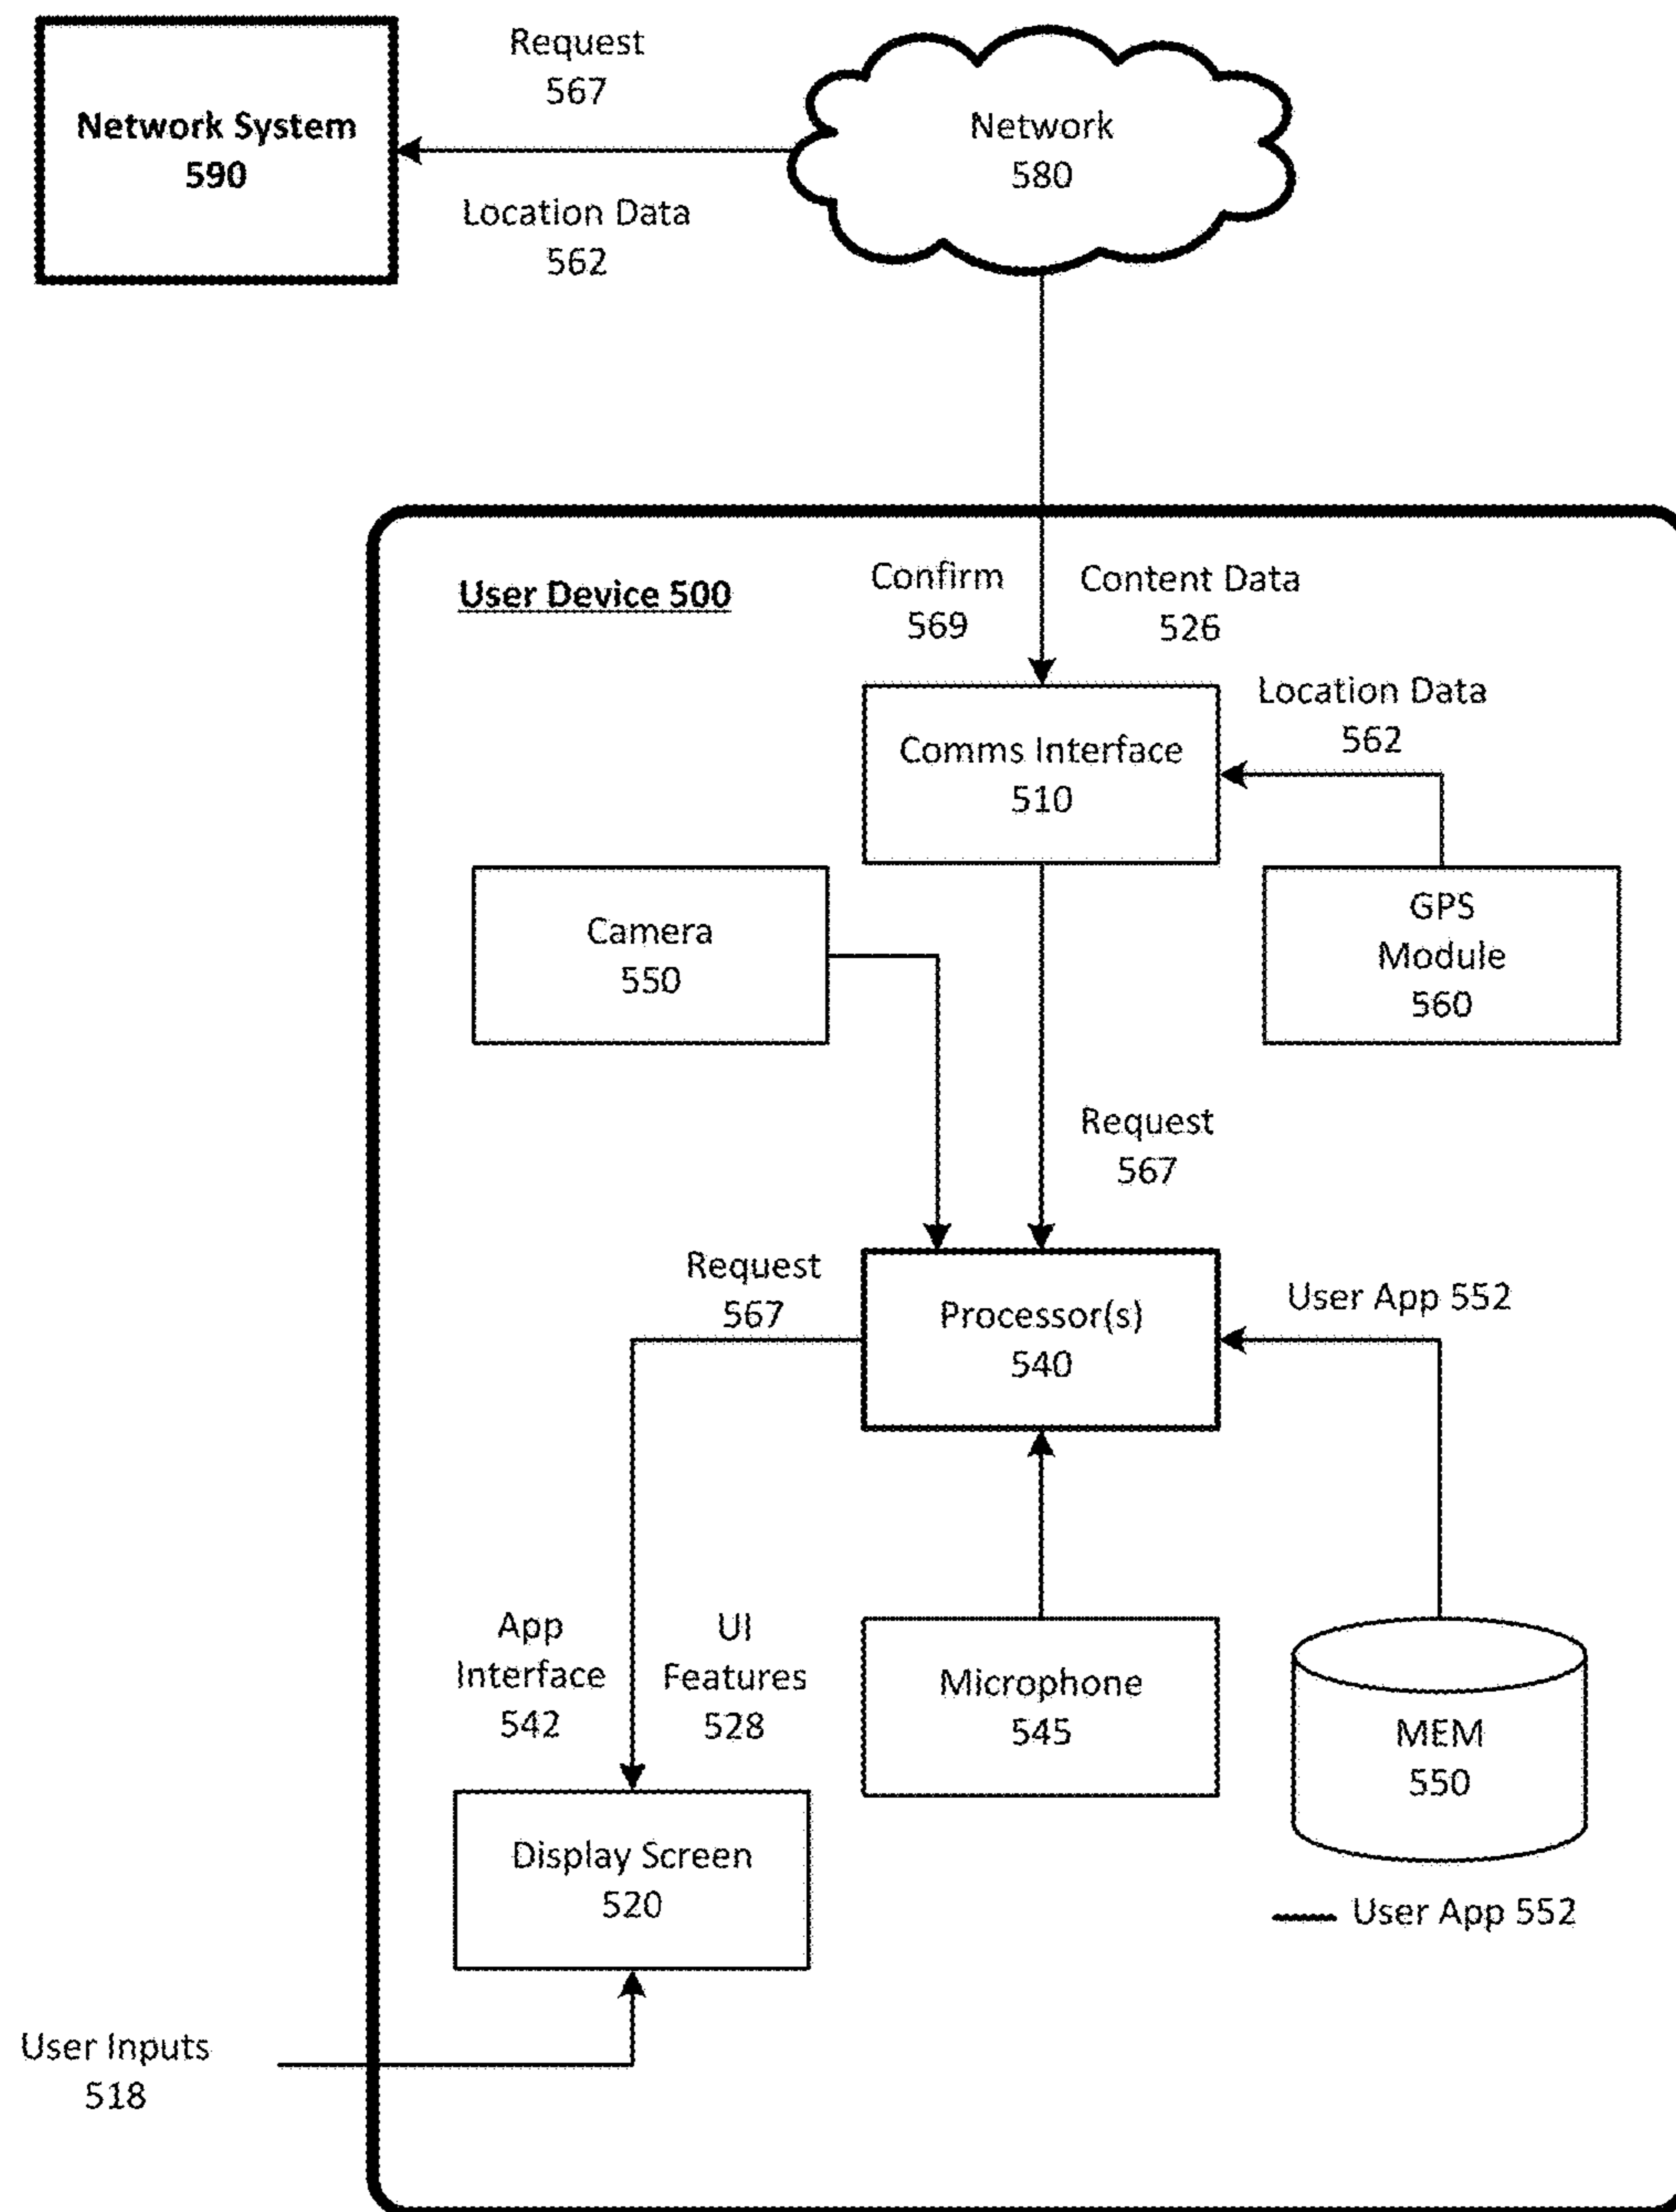 Request
567
Network System
590
Network
580
Location Data
562
User Device 500
Confirm
569
Content Data
526
Location Data
562
Comms Interface
510
Camera
550
GPS
Module
560
Request
567
Request
567
Processor(s)
540
User App 552
App
Interface
542
UI
Features
528
Microphone
545
MEM
550
Display Screen
520
User App 552
User Inputs
518